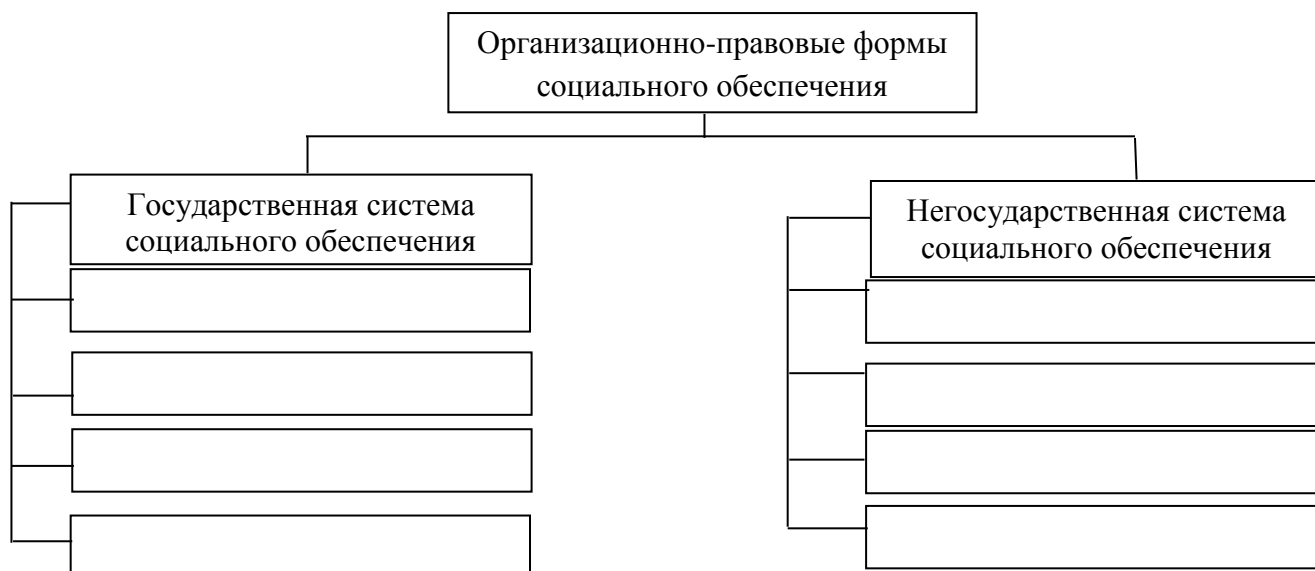 Организационно-правовые формы
социального обеспечения
Государственная система
социального обеспечения
Негосударственная система
социального обеспечения